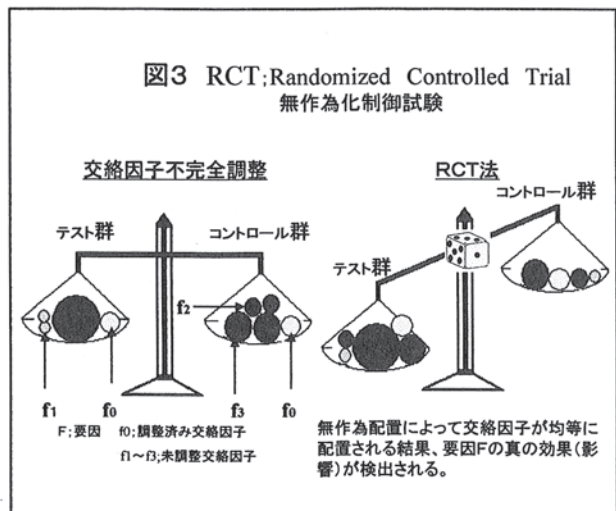 図3 RCT;Randomized Controlled Trial
無作為化制御試験
交絡因子不完全調整
テスト群
コントロール群
f2
f1
f0
f3
f0
F;要因 f0;調整済み交絡因子
f1～f3;未調整交絡因子
RCT法
コントロール群
テスト群
無作為配置によって交絡因子が均等に
配置される結果、要因Fの真の効果(影
響)が検出される。